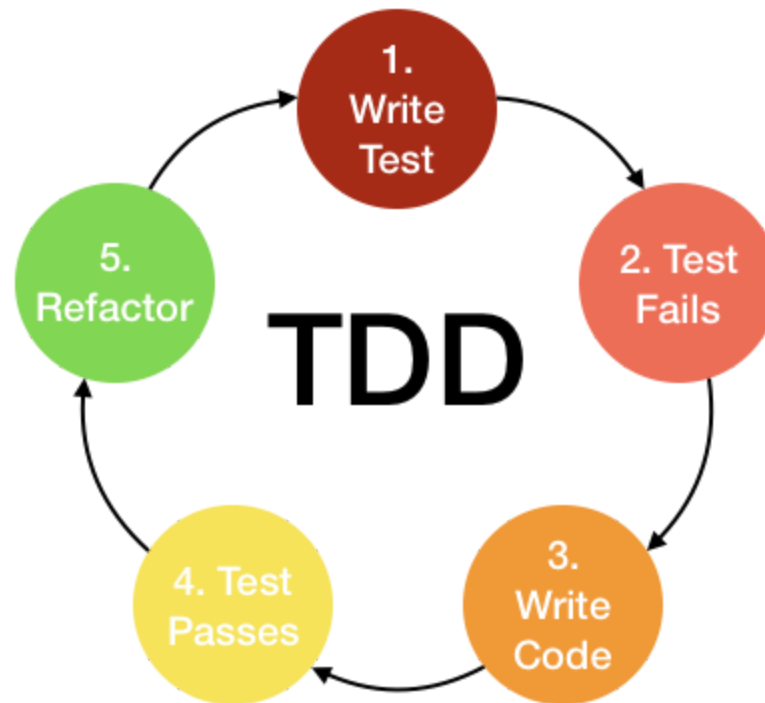 1.
Write
Test
2. Test
Fails
3.
Write
Code
4. Test
Passes
5.
Refactor
TDD